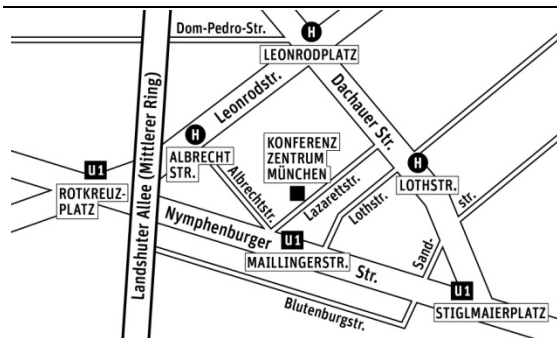 Dom-Pedro-Str.
H
LEONRODPLATZ
Landshuter Allee (Mittlerer Ring)
Leonrodstr.
Dachauer Str.
H
ALBRECHT
STR.
KONFERENZ
ZENTRUM
MÜNCHEN
H
LOTHSTR.
U1
ROTKREUZ-
PLATZ
Albrechtstr.
Lazarettstr.
Lothstr.
Sand-
str.
Nymphenburger
Str.
U1
MAILLINGERSTR.
U1
STIGLMAIERPLATZ
Blutenburgstr.